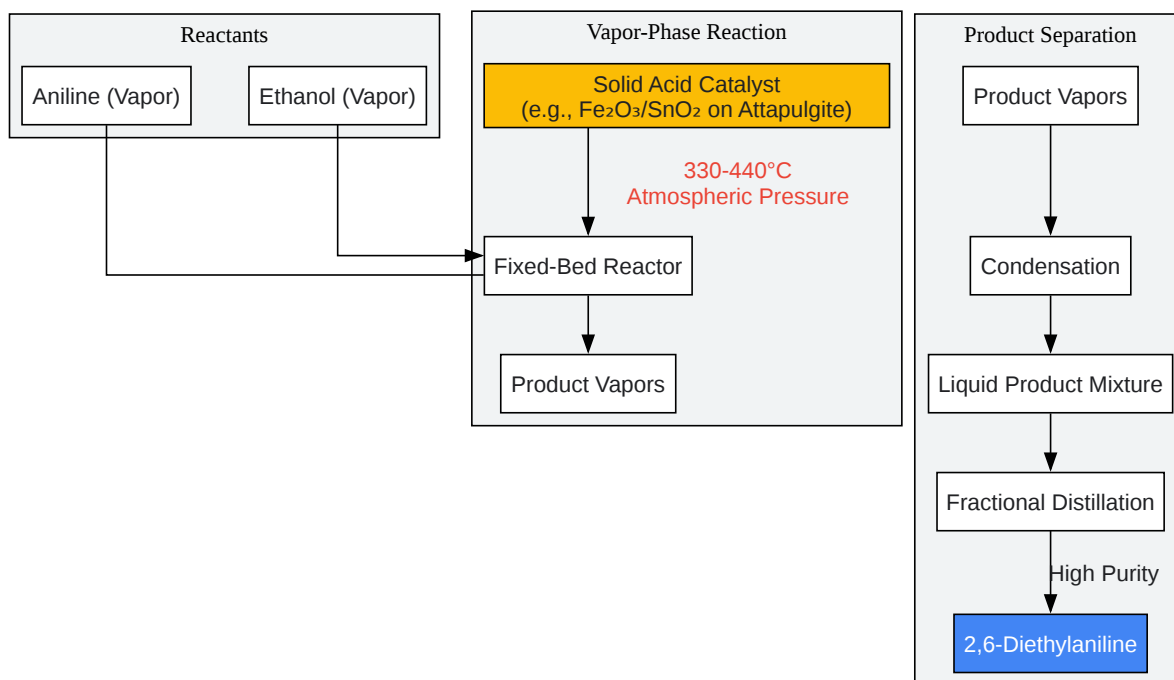 Reactants
Aniline (Vapor)
Ethanol (Vapor)
Vapor-Phase Reaction
Solid Acid Catalyst
(e.g., Fe₂O₃/SnO₂ on Attapulgite)
330-440°C
Atmospheric Pressure
Fixed-Bed Reactor
Product Vapors
Product Separation
Product Vapors
Condensation
Liquid Product Mixture
Fractional Distillation
High Purity
2,6-Diethylaniline